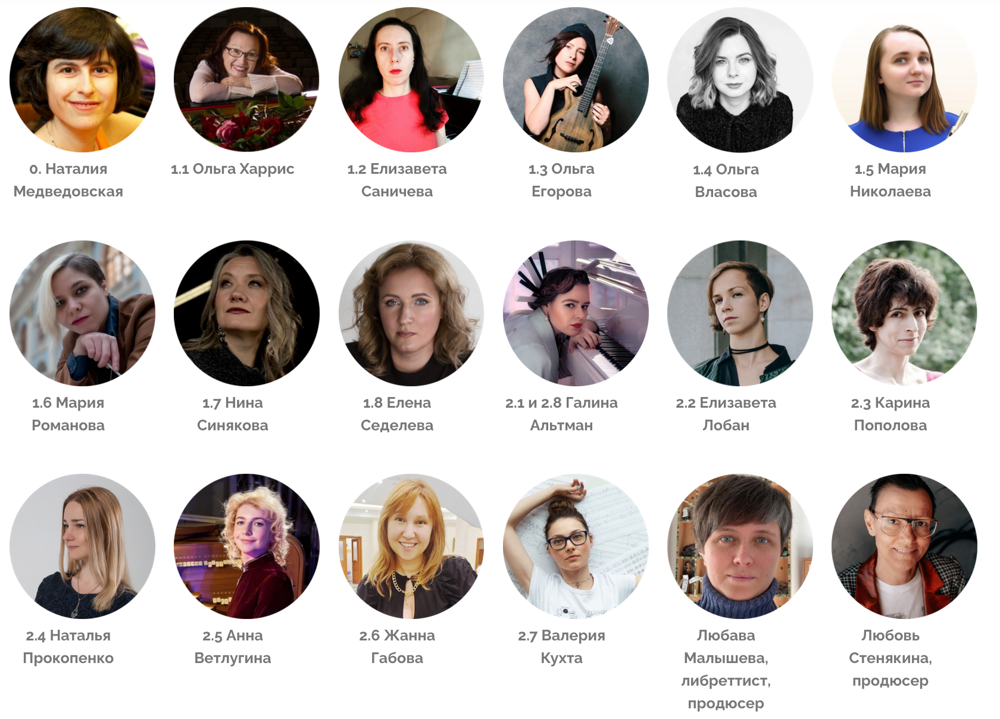 0. Наталия
Медведовская
1.1 Ольга Харрис
1.2 Елизавета
Саничева
1.3 Ольга
Егорова
1.4 Ольга
Власова
1.5 Мария
Николаева
1.6 Мария
Романова
1.7 Нина
Синякова
1.8 Елена
Седелева
2.1 и 2.8 Галина
Альтман
2.2 Елизавета
Лобан
2.3 Карина
Пополова
2.4 Наталья
Прокопенко
2.5 Анна
Ветлугина
2.6 Жанна
Габова
2.7 Валерия
Кухта
Любава
Малышева,
либреттист,
продюсер
Любовь
Стенякина,
продюсер